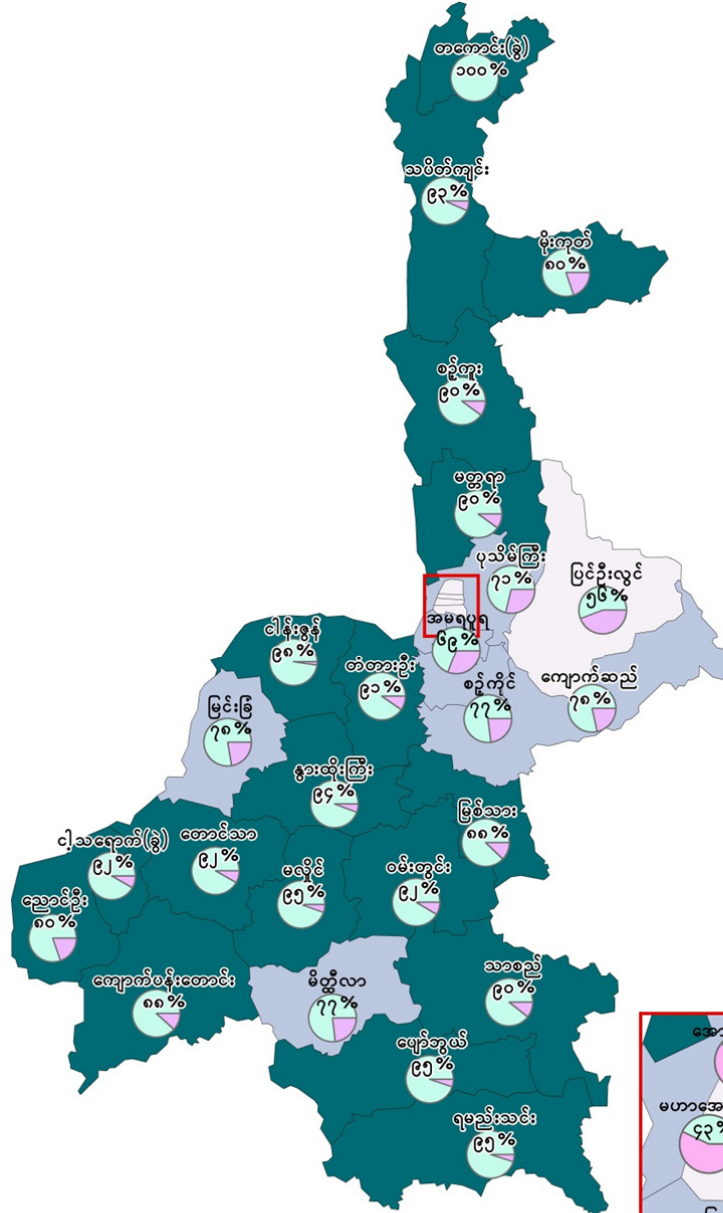 တကောင်း(ခွဲ)
၁၀၀%
သပိတ်ကျင်း
၉၃%
မိုးကုတ်
၈၀%
စဉ့်ကူး
၉၀%
မတ္တရာ
၉၀%
ပုသိမ်ကြီး
၇၁%
ပြင်ဦးလွင်
၅၆%
အမရပူရ
၆၉%
ငါန်းဇွန်
၉၈%
တံတားဦး
၉၁%
စဉ့်ကိုင်
၇၇%
ကျောက်ဆည်
၇၈%
မြင်းခြံ
၇၈%
နွားထိုးကြီး
၉၄%
မြစ်သား
၈၈%
ငါ့သရောက်(ခွဲ)
၉၂%
တောင်သာ
၉၂%
မလှိုင်
၉၅%
ဝမ်းတွင်း
၉၂%
ညောင်ဦး
၈၀%
ကျောက်ပန်းတောင်း
၈၈%
မိတ္ထီလာ
၇၇%
သာစည်
၉၀%
ပျော်ဘွယ်
၉၅%
ရမည်းသင်း
၉၅%
မဟာအေ
၄၃%